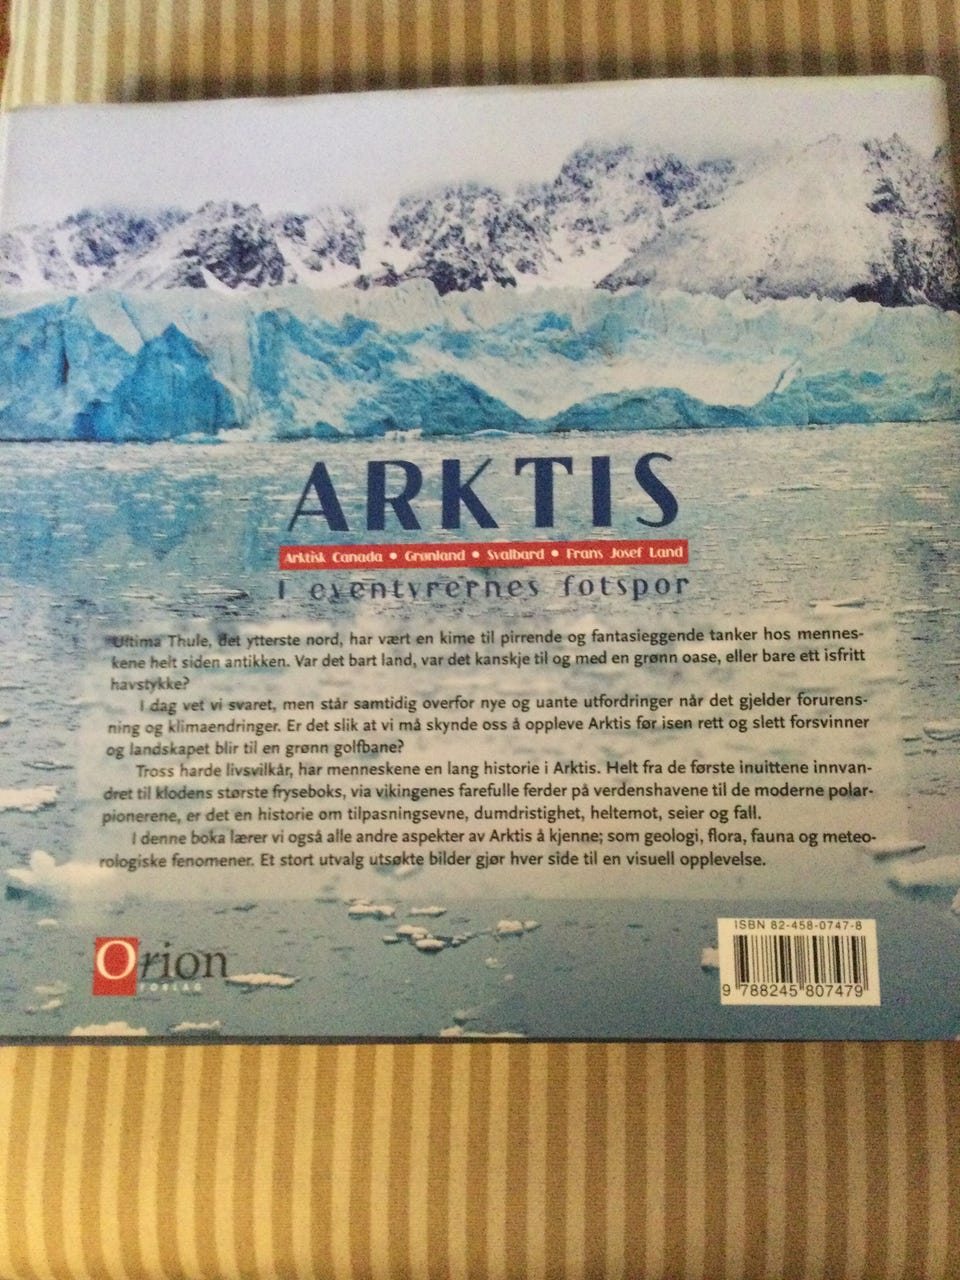 ARKTIS
Arktisk Canada • Grønland • Svalbard • Frans Josef Land
I eventyrernes fotspor
Ultima Thule, det ytterste nord, har vært en kime til pirrende og fantasieggende tanker hos mennes-
kene helt siden antikken. Var det bart land, var det kanskje til og med en grønn oase, eller bare ett isfritt
havstykke?
I dag vet vi svaret, men står samtidig overfor nye og uante utfordringer når det gjelder forurens-
ning og klimaendringer. Er det slik at vi må skynde oss å oppleve Arktis før isen rett og slett forsvinner
og landskapet blir til en grønn golfbane?
Tross harde livsvilkår, har menneskene en lang historie i Arktis. Helt fra de første inuittene innvan-
dret til klodens største fryseboks, via vikingenes farefulle ferder på verdenshavene til de moderne polar-
pionerene, er det en historie om tilpasningsevne, dumdristighet, heltemot, seier og fall.
I denne boka lærer vi også alle andre aspekter av Arktis å kjenne; som geologi, flora, fauna og meteo-
rologiske fenomener. Et stort utvalg utsøkte bilder gjør hver side til en visuell opplevelse.
Orion
FORLAG
ISBN 82-458-0747-8
9 788245 807479